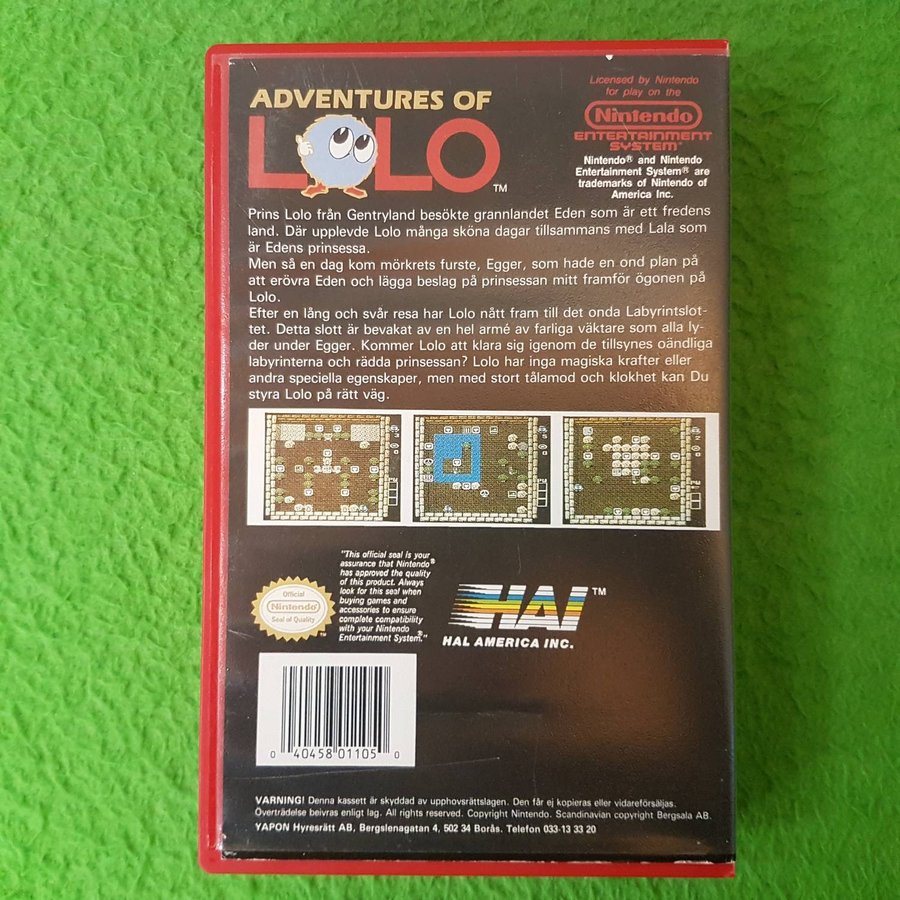 ADVENTURES OF
LOLO™
Licensed by Nintendo
for play on the
Nintendo
ENTERTAINMENT
SYSTEM®
Nintendo® and Nintendo
Entertainment System® are
trademarks of Nintendo of
America Inc.
Prins Lolo från Gentryland besökte grannlandet Eden som är ett fredens
land. Där upplevde Lolo många sköna dagar tillsammans med Lala som
är Edens prinsessa.
Men så en dag kom mörkrets furste, Egger, som hade en ond plan på
att erövra Eden och lägga beslag på prinsessan mitt framför ögonen på
Lolo.
Efter en lång och svår resa har Lolo nått fram till det onda Labyrintslot-
tet. Detta slott är bevakat av en hel armé av farliga väktare som alla ly-
der under Egger. Kommer Lolo att klara sig igenom de tillsynes oändliga
labyrinterna och rädda prinsessan? Lolo har inga magiska krafter eller
andra speciella egenskaper, men med stort tålamod och klokhet kan Du
styra Lolo på rätt väg.
"This official seal is your
assurance that Nintendo®
has approved the quality
of this product. Always
look for this seal when
buying games and
accessories to ensure
complete compatibility
with your Nintendo
Entertainment System®."
Official
Nintendo®
Seal of Quality
™
HAL™
HAL AMERICA INC.
0 40458 01105 0
VARNING! Denna kassett är skyddad av upphovsrättslagen. Den får ej kopieras eller vidareförsäljas.
Överträdelse beivras enligt lag. All rights reserved. Copyright Nintendo. Scandinavian copyright Bergsala AB.
YAPON Hyresrätt AB, Bergslenagatan 4, 502 34 Borås. Telefon 033-13 33 20